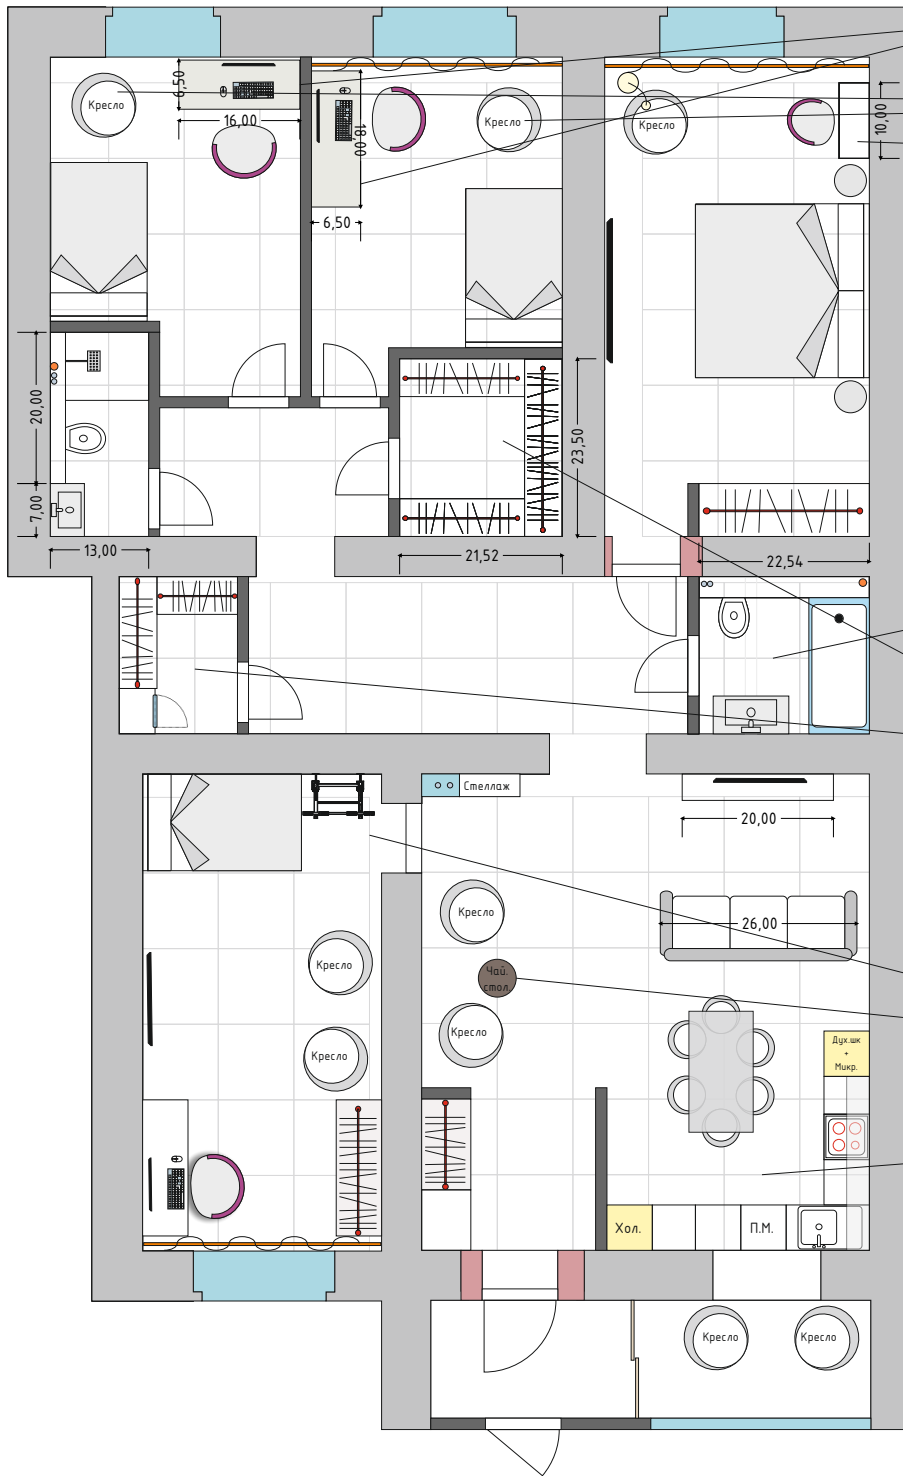 6,50
Кресло
16,00
18,00
Кресло
Кресло
10,00
6,50
20,00
23,50
7,00
13,00
21,52
22,54
Стеллаж
20,00
Кресло
26,00
Кресло
Чай.
стол.
Кресло
Кресло
Дух.шк
+
Микр.
Хол.
П.М.
Кресло
Кресло